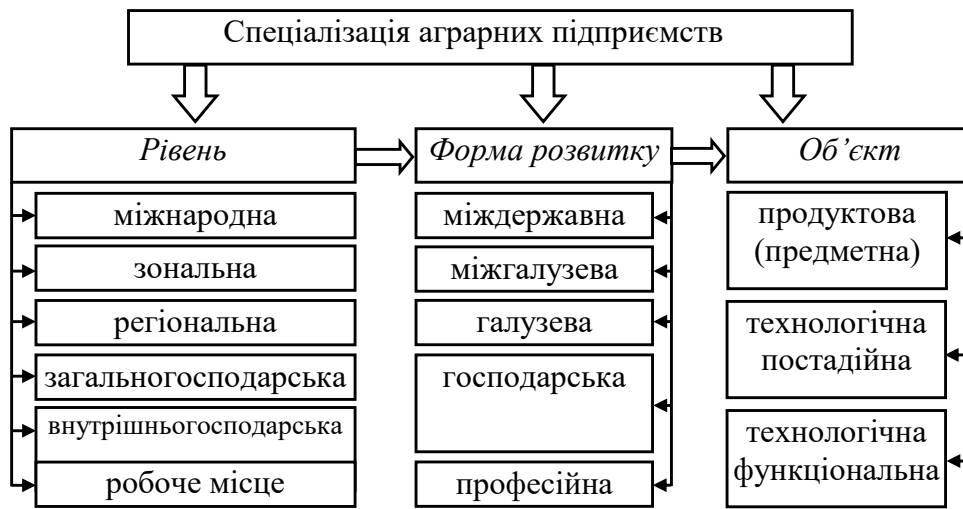 Спеціалізація аграрних підприємств
Рівень
міжнародна
зональна
регіональна
загальногосподарська
внутрішньогосподарська
робоче місце
Форма розвитку
міждержавна
міжгалузева
галузева
господарська
професійна
Об’єкт
продуктова
(предметна)
технологічна
постадійна
технологічна
функціональна